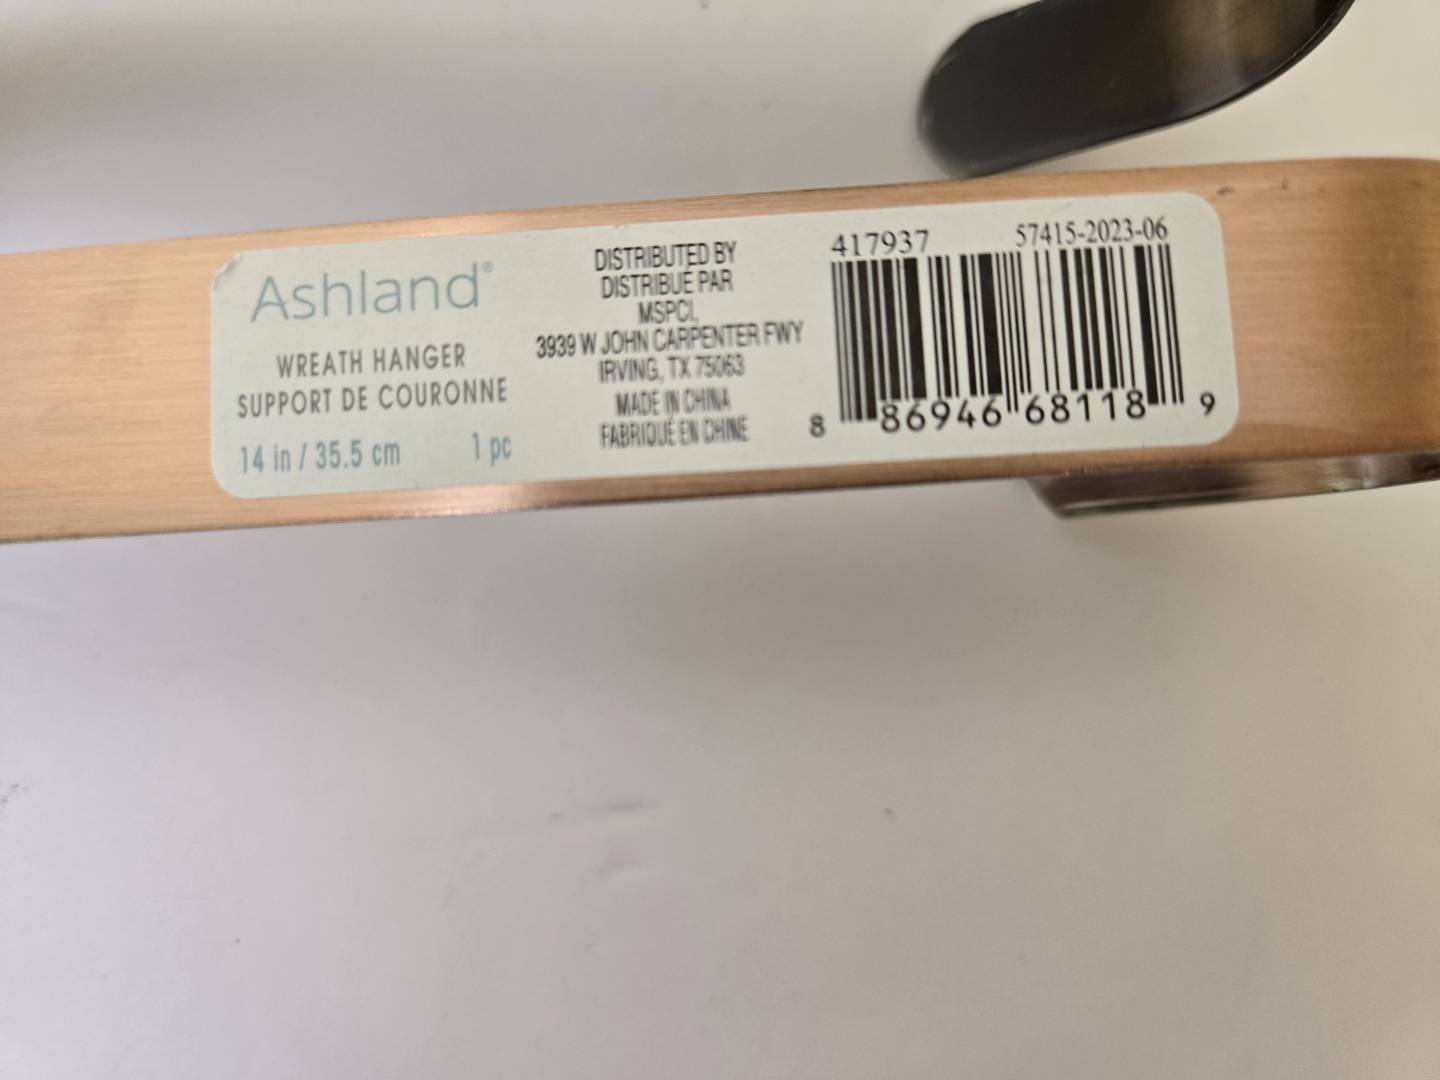 Ashland®
WREATH HANGER
SUPPORT DE COURONNE
14 in / 35.5 cm 1 pc
DISTRIBUTED BY
DISTRIBUÉ PAR
MSPCI,
3939 W JOHN CARPENTER FWY
IRVING, TX 75063
MADE IN CHINA
FABRIQUÉ EN CHINE
417937 57415-2023-06
8 86946 68118 9